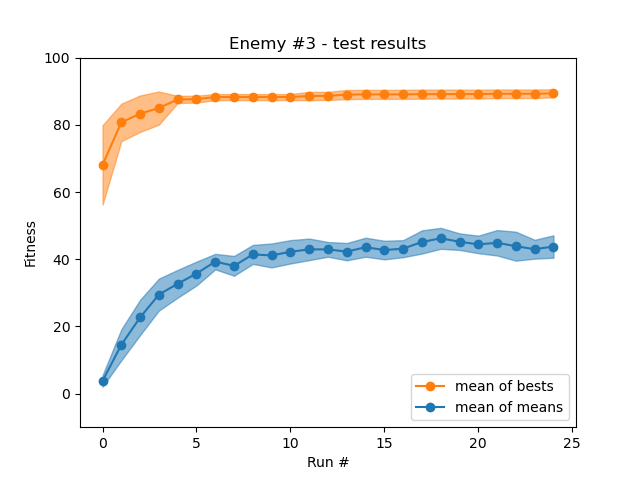 Enemy #3 - test results
100
80
60
40
20
0
Fitness
0 5 10 15 20 25
Run #
mean of bests
mean of means